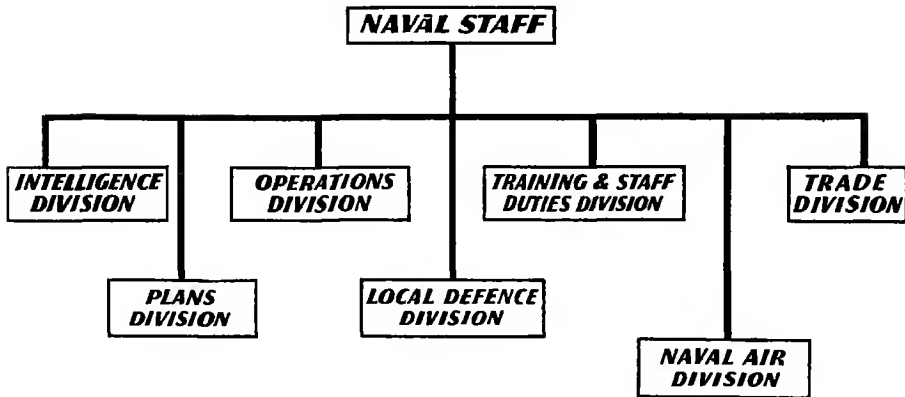 NAVAL STAFF
INTELLIGENCE
DIVISION
OPERATIONS
DIVISION
TRAINING & STAFF
DUTIES DIVISION
TRADE
DIVISION
PLANS
DIVISION
LOCAL DEFENCE
DIVISION
NAVAL AIR
DIVISION